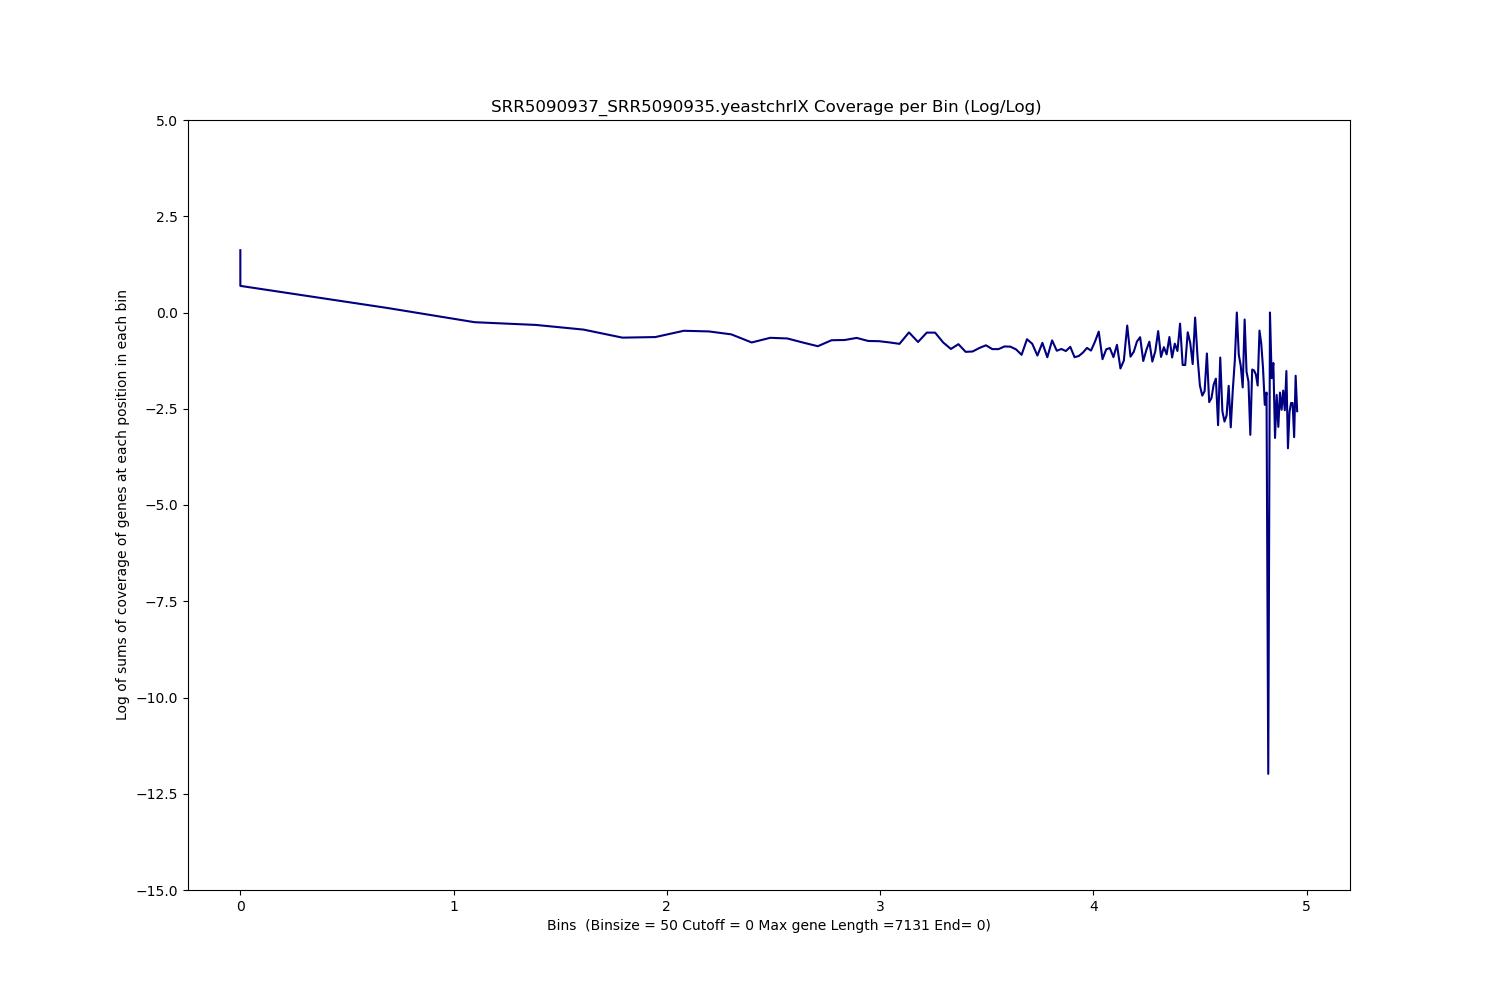 SRR5090937_SRR5090935.yeastchrIX Coverage per Bin (Log/Log)
Log of sums of coverage of genes at each position in each bin
5.0
2.5
0.0
−2.5
−5.0
−7.5
−10.0
−12.5
−15.0
0 1 2 3 4 5
Bins  (Binsize = 50 Cutoff = 0 Max gene Length =7131 End= 0)